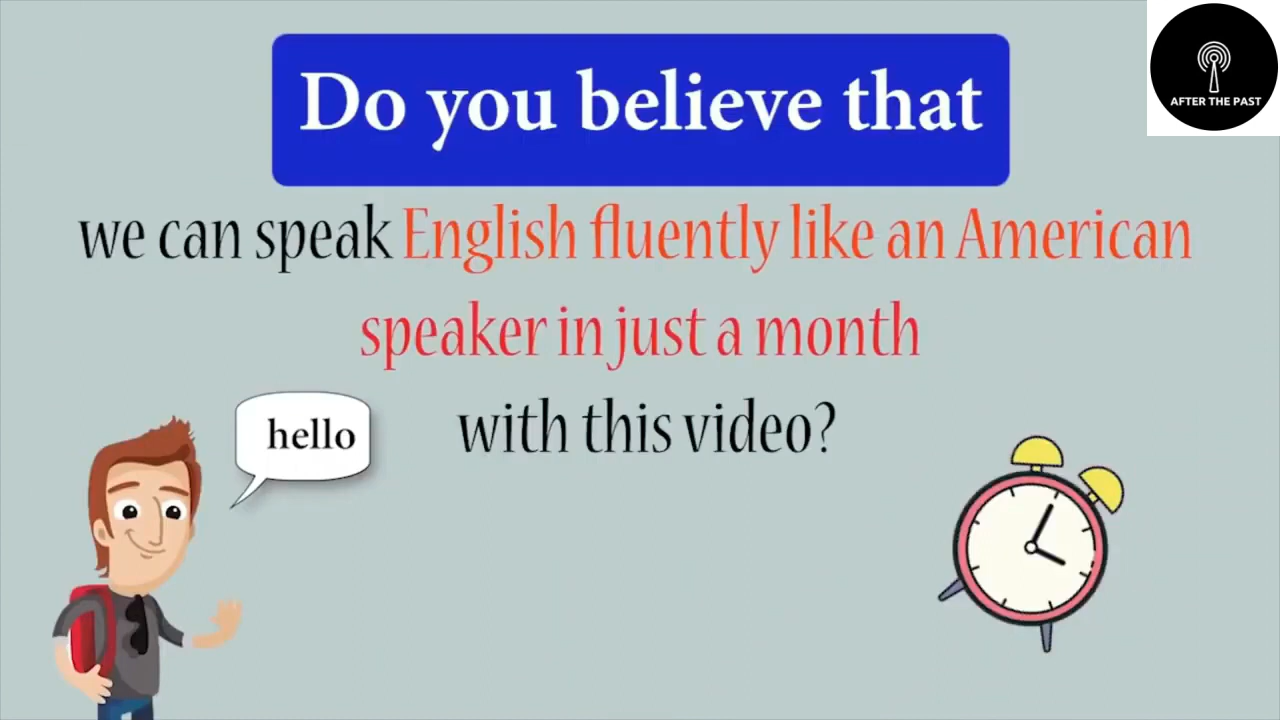 Do you believe that
AFTER THE PAST
we can speak English fluently like an American
speaker in just a month
with this video?
hello